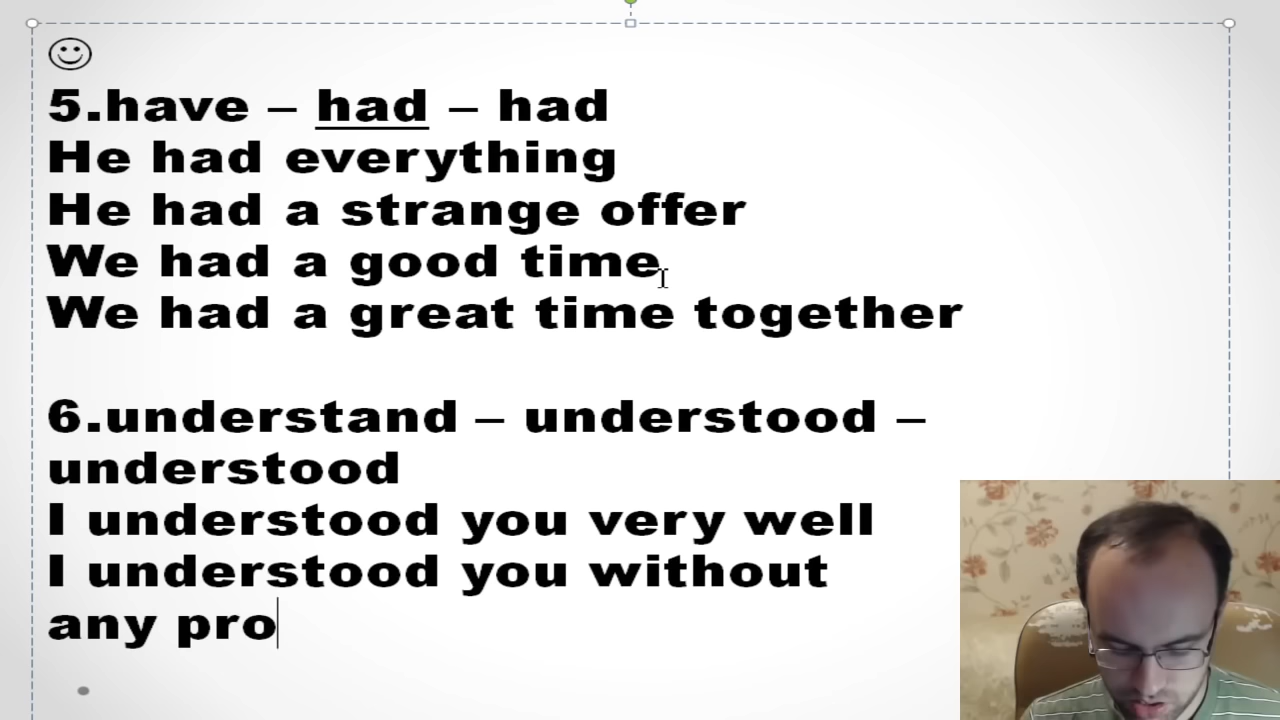 ☺
5.have – had – had
He had everything
He had a strange offer
We had a good time
We had a great time together
6.understand – understood –
understood
I understood you very well
I understood you without
any pro